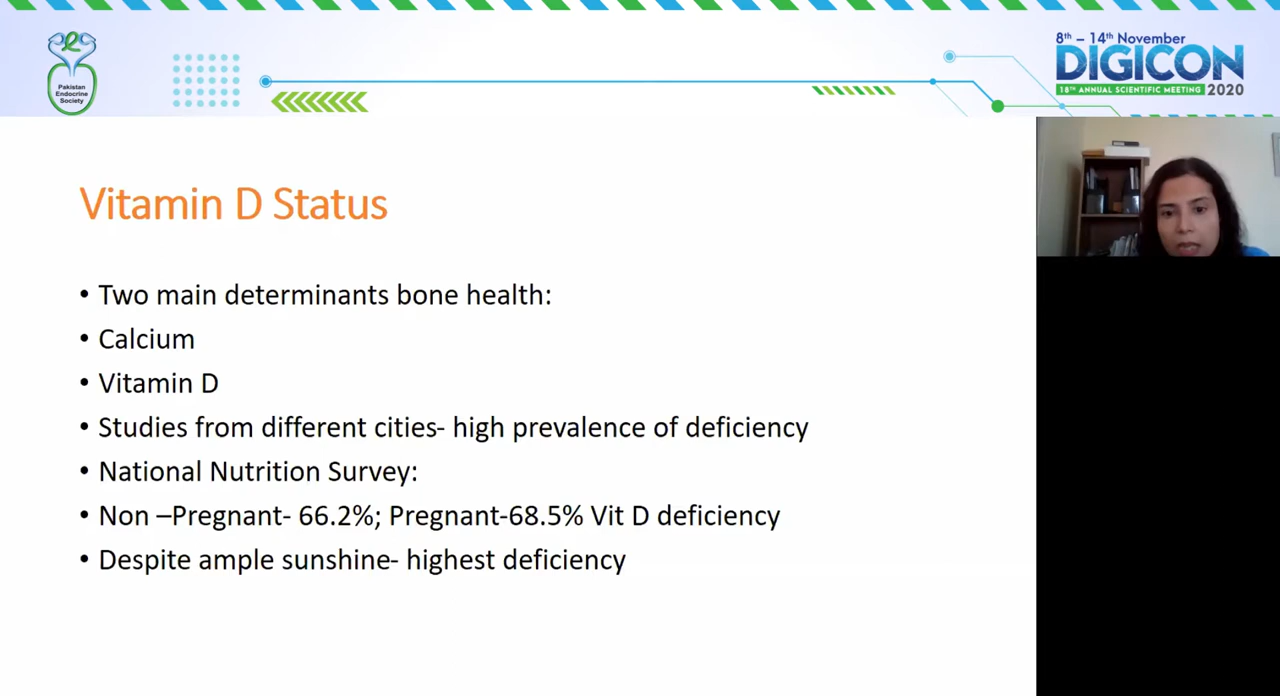 Pakistan
Endocrine
Society
8th – 14th November
DIGICON
18TH ANNUAL SCIENTIFIC MEETING 2020
Vitamin D Status
• Two main determinants bone health:
• Calcium
• Vitamin D
• Studies from different cities- high prevalence of deficiency
• National Nutrition Survey:
• Non –Pregnant- 66.2%; Pregnant-68.5% Vit D deficiency
• Despite ample sunshine- highest deficiency